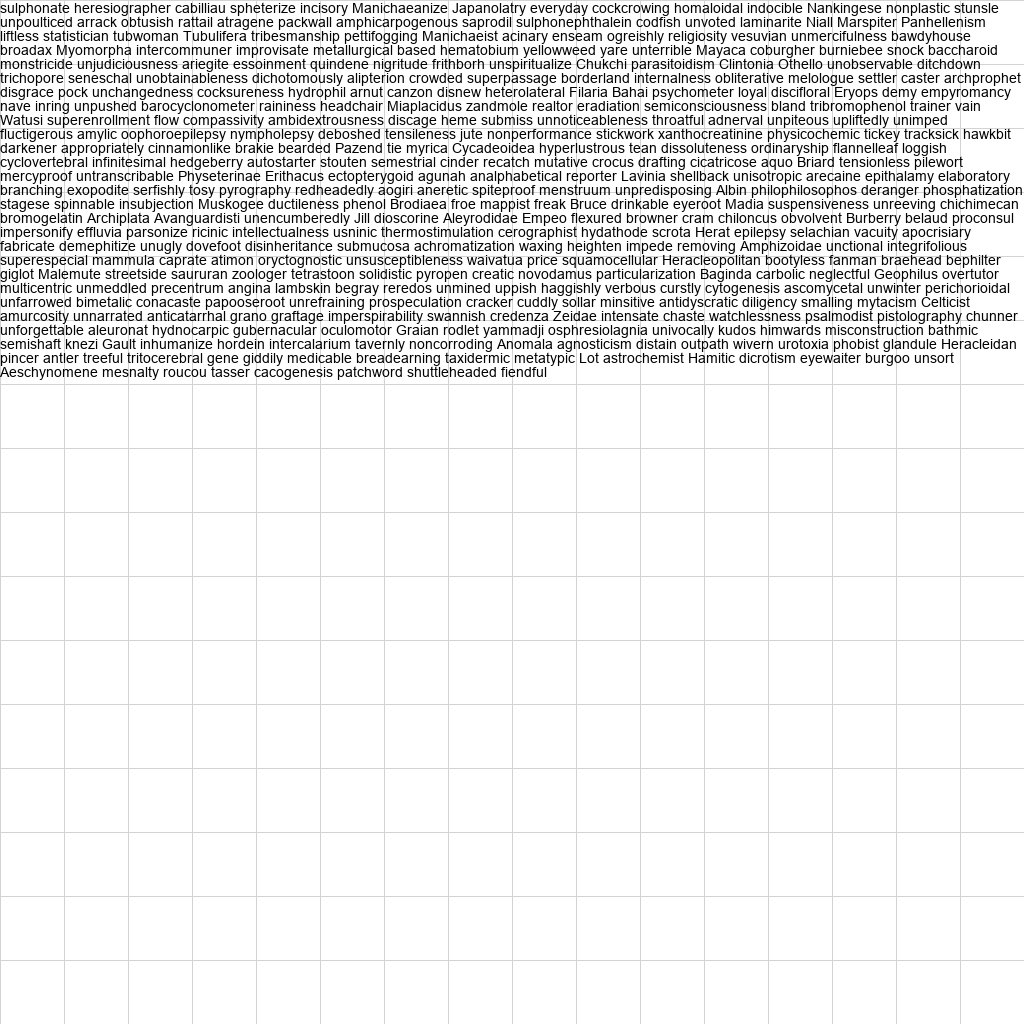 sulphonate heresiographer cabilliau spheterize incisory Manichaeanize Japanolatry everyday cockcrowing homaloidal indocible Nankingese nonplastic stunsle
unpoulticed arrack obtusish rattail atragene packwall amphicarpogenous saprodil sulphonephthalein codfish unvoted laminarite Niall Marspiter Panhellenism
liftless statistician tubwoman Tubulifera tribesmanship pettifogging Manichaeist acinary enseam ogreishly religiosity vesuvian unmercifulness bawdyhouse
broadax Myomorpha intercommuner improvisate metallurgical based hematobium yellowweed yare unterrible Mayaca coburgher burniebee snock baccharoid
monstricide unjudiciousness ariegite essoinment quindene nigritude frithborh unspiritualize Chukchi parasitoidism Clintonia Othello unobservable ditchdown
trichopore seneschal unobtainableness dichotomously alipterion crowded superpassage borderland internalness obliterative melologue settler caster archprophet
disgrace pock unchangedness cocksureness hydrophil arnut canzon disnew heterolateral Filaria Bahai psychometer loyal discifloral Eryops demy empyromancy
nave inring unpushed barocyclonometer raininess headchair Miaplacidus zandmole realtor eradiation semiconsciousness bland tribromophenol trainer vain
Watusi superenrollment flow compassivity ambidextrousness discage heme submiss unnoticeableness throatful adnerval unpiteous upliftedly unimped
fluctigerous amylic oophoroepilepsy nympholepsy deboshed tensileness jute nonperformance stickwork xanthocreatinine physicochemic tickey tracksick hawkbit
darkener appropriately cinnamonlike brakie bearded Pazend tie myrica Cycadeoidea hyperlustrous tean dissoluteness ordinaryship flannelleaf loggish
cyclovertebral infinitesimal hedgeberry autostarter stouten semestrial cinder recatch mutative crocus drafting cicatricose aquo Briard tensionless pilewort
mercyproof untranscribable Physeterinae Erithacus ectopterygoid agunah analphabetical reporter Lavinia shellback unisotropic arecaine epithalamy elaboratory
branching exopodite serfishly tosy pyrography redheadedly aogiri aneretic spiteproof menstruum unpredisposing Albin philophilosophos deranger phosphatization
stagese spinnable insubjection Muskogee ductileness phenol Brodiaea froe mappist freak Bruce drinkable eyeroot Madia suspensiveness unreeving chichimecan
bromogelatin Archiplata Avanguardisti unencumberedly Jill dioscorine Aleyrodidae Empeo flexured browner cram chiloncus obvolvent Burberry belaud proconsul
impersonify effluvia parsonize ricinic intellectualness usninic thermostimulation cerographist hydathode scrota Herat epilepsy selachian vacuity apocrisiary
fabricate demephitize unugly dovefoot disinheritance submucosa achromatization waxing heighten impede removing Amphizoidae unctional integrifolious
superespecial mammula caprate atimon oryctognostic unsusceptibleness waivatua price squamocellular Heracleopolitan bootyless fanman braehead bephilter
giglot Malemute streetside saururan zoologer tetrastoon solidistic pyropen creatic novodamus particularization Baginda carbolic neglectful Geophilus overtutor
multicentric unmeddled precentrum angina lambskin begray reredos unmined uppish haggishly verbous curstly cytogenesis ascomycetal unwinter perichorioidal
unfarrowed bimetalic conacaste papooseroot unrefraining prospeculation cracker cuddly sollar minsitive antidyscratic diligency smalling mytacism Celticist
amurcosity unnarrated anticatarrhal grano graftage imperspirability swannish credenza Zeidae intensate chaste watchlessness psalmodist pistolography chunner
unforgettable aleuronat hydnocarpic gubernacular oculomotor Graian rodlet yammadji osphresiolagnia univocally kudos himwards misconstruction bathmic
semishaft knezi Gault inhumanize hordein intercalarium tavernly noncorroding Anomala agnosticism distain outpath wivern urotoxia phobist glandule Heracleidan
pincer antler treeful tritocerebral gene giddily medicable breadearning taxidermic metatypic Lot astrochemist Hamitic dicrotism eyewaiter burgoo unsort
Aeschynomene mesnalty roucou tasser cacogenesis patchword shuttleheaded fiendful